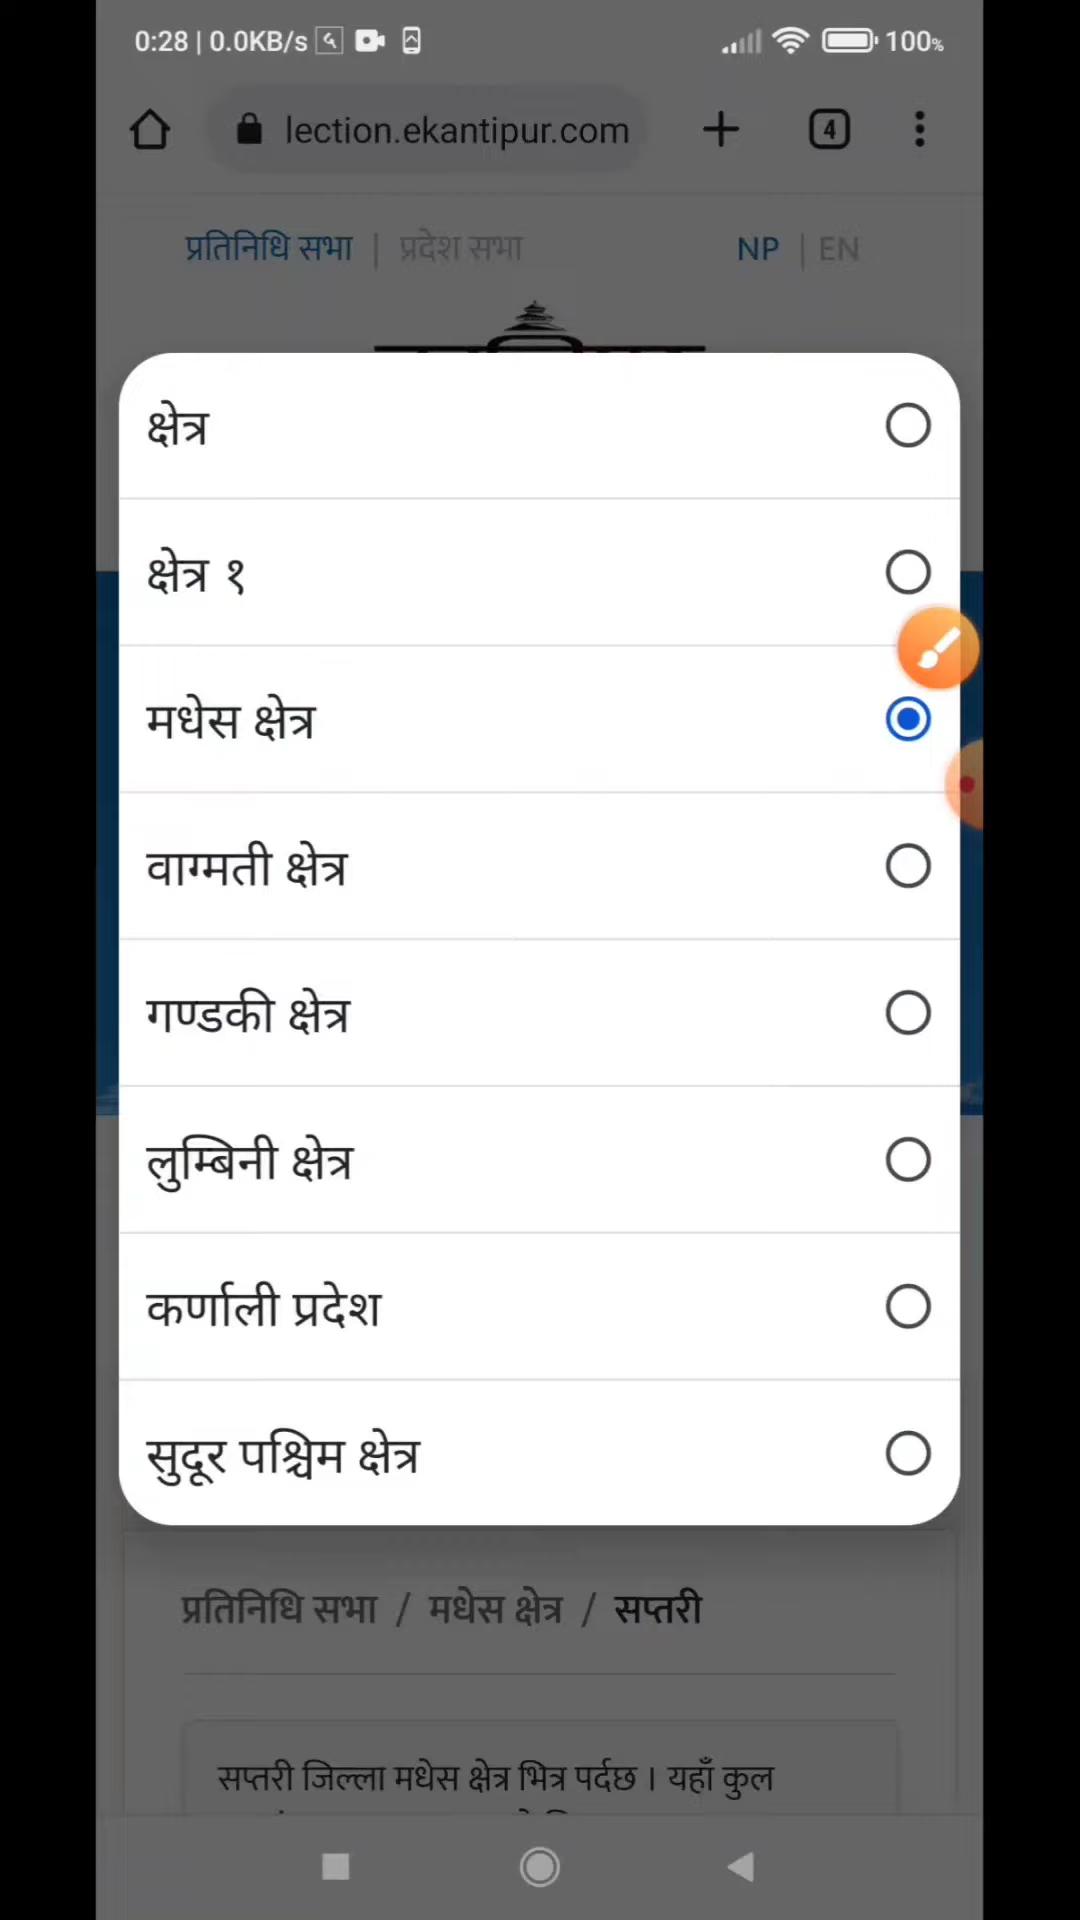 0:28 | 0.0KB/s
100%
lection.ekantipur.com
4
प्रतिनिधि सभा | प्रदेश सभा
NP | EN
क्षेत्र
क्षेत्र १
मधेस क्षेत्र
वाग्मती क्षेत्र
गण्डकी क्षेत्र
लुम्बिनी क्षेत्र
कर्णाली प्रदेश
सुदूर पश्चिम क्षेत्र
प्रतिनिधि सभा / मधेस क्षेत्र / सप्तरी
सप्तरी जिल्ला मधेस क्षेत्र भित्र पर्दछ । यहाँ कुल